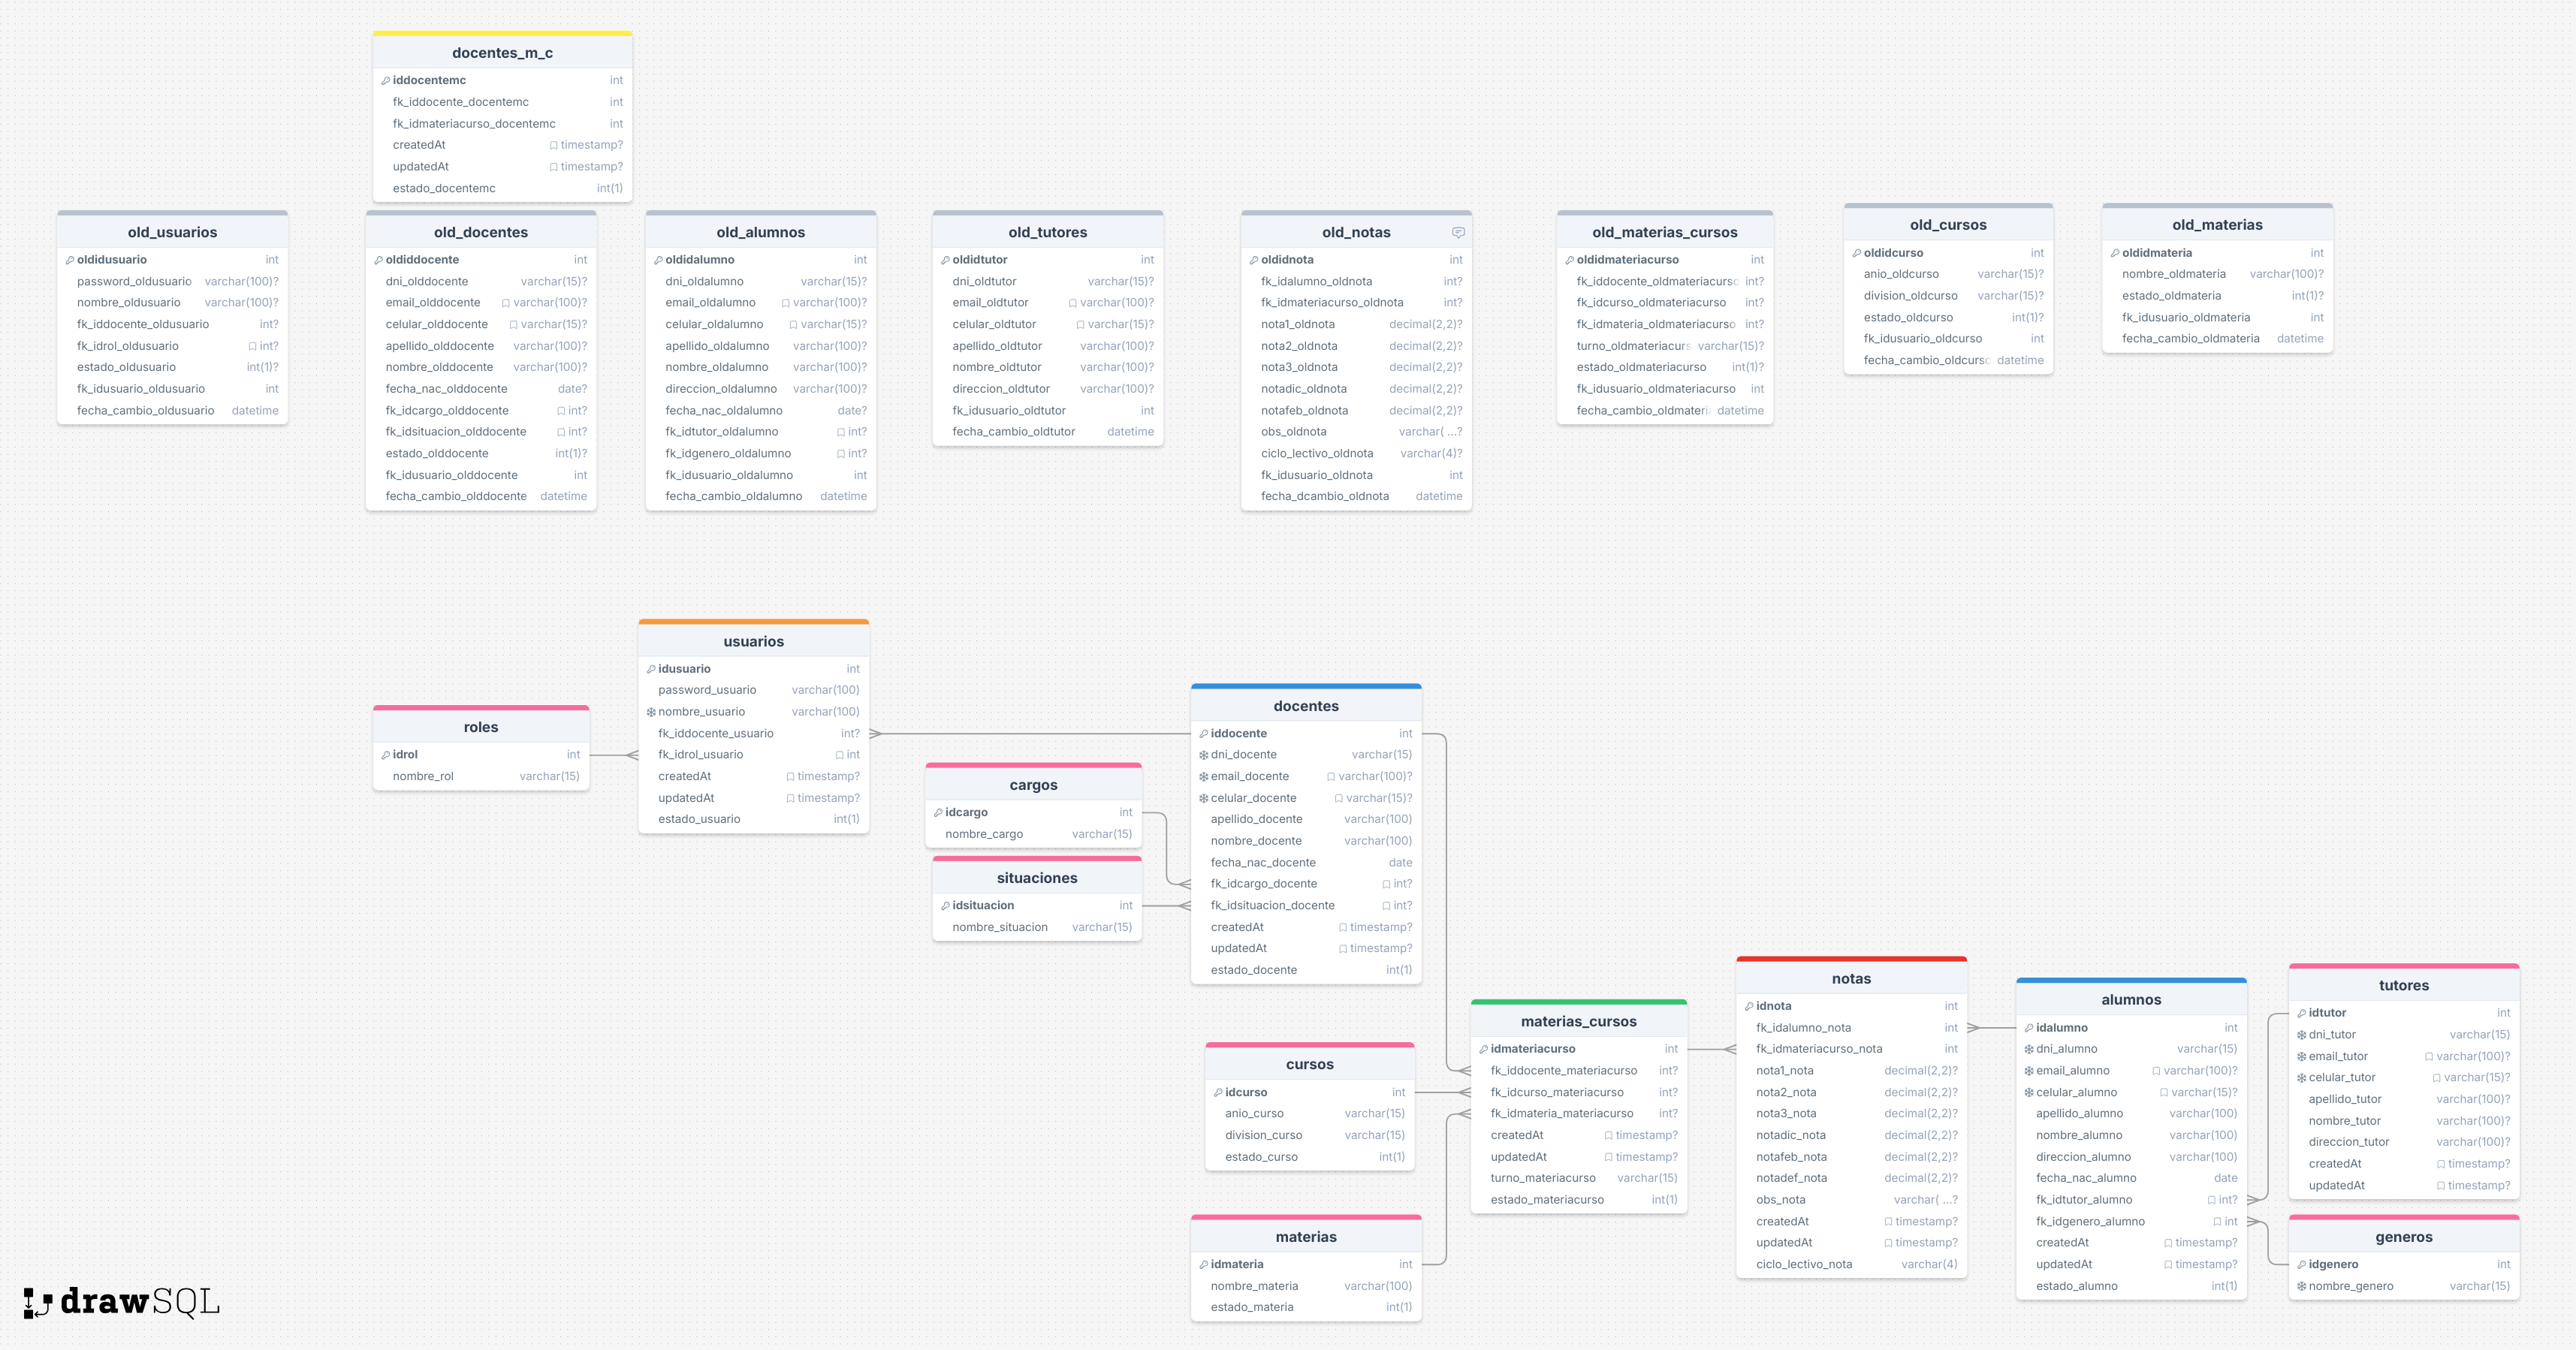 docentes_m_c
iddocentemc int
fk_iddocente_docentemc int
fk_idmateriacurso_docentemc int
createdAt timestamp?
updatedAt timestamp?
estado_docentemc int(1)
old_usuarios
oldidusuario int
password_oldusuario varchar(100)?
nombre_oldusuario varchar(100)?
fk_iddocente_oldusuario int?
fk_idrol_oldusuario int?
estado_oldusuario int(1)?
fk_idusuario_oldusuario int
fecha_cambio_oldusuario datetime
old_docentes
oldiddocente int
dni_olddocente varchar(15)?
email_olddocente varchar(100)?
celular_olddocente varchar(15)?
apellido_olddocente varchar(100)?
nombre_olddocente varchar(100)?
fecha_nac_olddocente date?
fk_idcargo_olddocente int?
fk_idsituacion_olddocente int?
estado_olddocente int(1)?
fk_idusuario_olddocente int
fecha_cambio_olddocente datetime
old_alumnos
oldidalumno int
dni_oldalumno varchar(15)?
email_oldalumno varchar(100)?
celular_oldalumno varchar(15)?
apellido_oldalumno varchar(100)?
nombre_oldalumno varchar(100)?
direccion_oldalumno varchar(100)?
fecha_nac_oldalumno date?
fk_idtutor_oldalumno int?
fk_idgenero_oldalumno int?
fk_idusuario_oldalumno int
fecha_cambio_oldalumno datetime
old_tutores
oldidtutor int
dni_oldtutor varchar(15)?
email_oldtutor varchar(100)?
celular_oldtutor varchar(15)?
apellido_oldtutor varchar(100)?
nombre_oldtutor varchar(100)?
direccion_oldtutor varchar(100)?
fk_idusuario_oldtutor int
fecha_cambio_oldtutor datetime
old_notas
oldidnota int
fk_idalumno_oldnota int?
fk_idmateriacurso_oldnota int?
nota1_oldnota decimal(2,2)?
nota2_oldnota decimal(2,2)?
nota3_oldnota decimal(2,2)?
notadic_oldnota decimal(2,2)?
notafeb_oldnota decimal(2,2)?
obs_oldnota varchar( ...?
ciclo_lectivo_oldnota varchar(4)?
fk_idusuario_oldnota int
fecha_dcambio_oldnota datetime
old_materias_cursos
oldidmateriacurso int
fk_iddocente_oldmateriacurso int?
fk_idcurso_oldmateriacurso int?
fk_idmateria_oldmateriacurso int?
turno_oldmateriacurs varchar(15)?
estado_oldmateriacurso int(1)?
fk_idusuario_oldmateriacurso int
fecha_cambio_oldmateri datetime
old_cursos
oldidcurso int
anio_oldcurso varchar(15)?
division_oldcurso varchar(15)?
estado_oldcurso int(1)?
fk_idusuario_oldcurso int
fecha_cambio_oldcurso datetime
old_materias
oldidmateria int
nombre_oldmateria varchar(100)?
estado_oldmateria int(1)?
fk_idusuario_oldmateria int
fecha_cambio_oldmateria datetime
usuarios
idusuario int
password_usuario varchar(100)
nombre_usuario varchar(100)
fk_iddocente_usuario int?
fk_idrol_usuario int
createdAt timestamp?
updatedAt timestamp?
estado_usuario int(1)
roles
idrol int
nombre_rol varchar(15)
cargos
idcargo int
nombre_cargo varchar(15)
situaciones
idsituacion int
nombre_situacion varchar(15)
docentes
iddocente int
dni_docente varchar(15)
email_docente varchar(100)?
celular_docente varchar(15)?
apellido_docente varchar(100)
nombre_docente varchar(100)
fecha_nac_docente date
fk_idcargo_docente int?
fk_idsituacion_docente int?
createdAt timestamp?
updatedAt timestamp?
estado_docente int(1)
cursos
idcurso int
anio_curso varchar(15)
division_curso varchar(15)
estado_curso int(1)
materias
idmateria int
nombre_materia varchar(100)
estado_materia int(1)
materias_cursos
idmateriacurso int
fk_iddocente_materiacurso int?
fk_idcurso_materiacurso int?
fk_idmateria_materiacurso int?
createdAt timestamp?
updatedAt timestamp?
turno_materiacurso varchar(15)
estado_materiacurso int(1)
notas
idnota int
fk_idalumno_nota int
fk_idmateriacurso_nota int
nota1_nota decimal(2,2)?
nota2_nota decimal(2,2)?
nota3_nota decimal(2,2)?
notadic_nota decimal(2,2)?
notafeb_nota decimal(2,2)?
notadef_nota decimal(2,2)?
obs_nota varchar( ...?
createdAt timestamp?
updatedAt timestamp?
ciclo_lectivo_nota varchar(4)
alumnos
idalumno int
dni_alumno varchar(15)
email_alumno varchar(100)?
celular_alumno varchar(15)?
apellido_alumno varchar(100)
nombre_alumno varchar(100)
direccion_alumno varchar(100)
fecha_nac_alumno date
fk_idtutor_alumno int?
fk_idgenero_alumno int
createdAt timestamp?
updatedAt timestamp?
estado_alumno int(1)
tutores
idtutor int
dni_tutor varchar(15)
email_tutor varchar(100)?
celular_tutor varchar(15)?
apellido_tutor varchar(100)?
nombre_tutor varchar(100)?
direccion_tutor varchar(100)?
createdAt timestamp?
updatedAt timestamp?
generos
idgenero int
nombre_genero varchar(15)
drawSQL